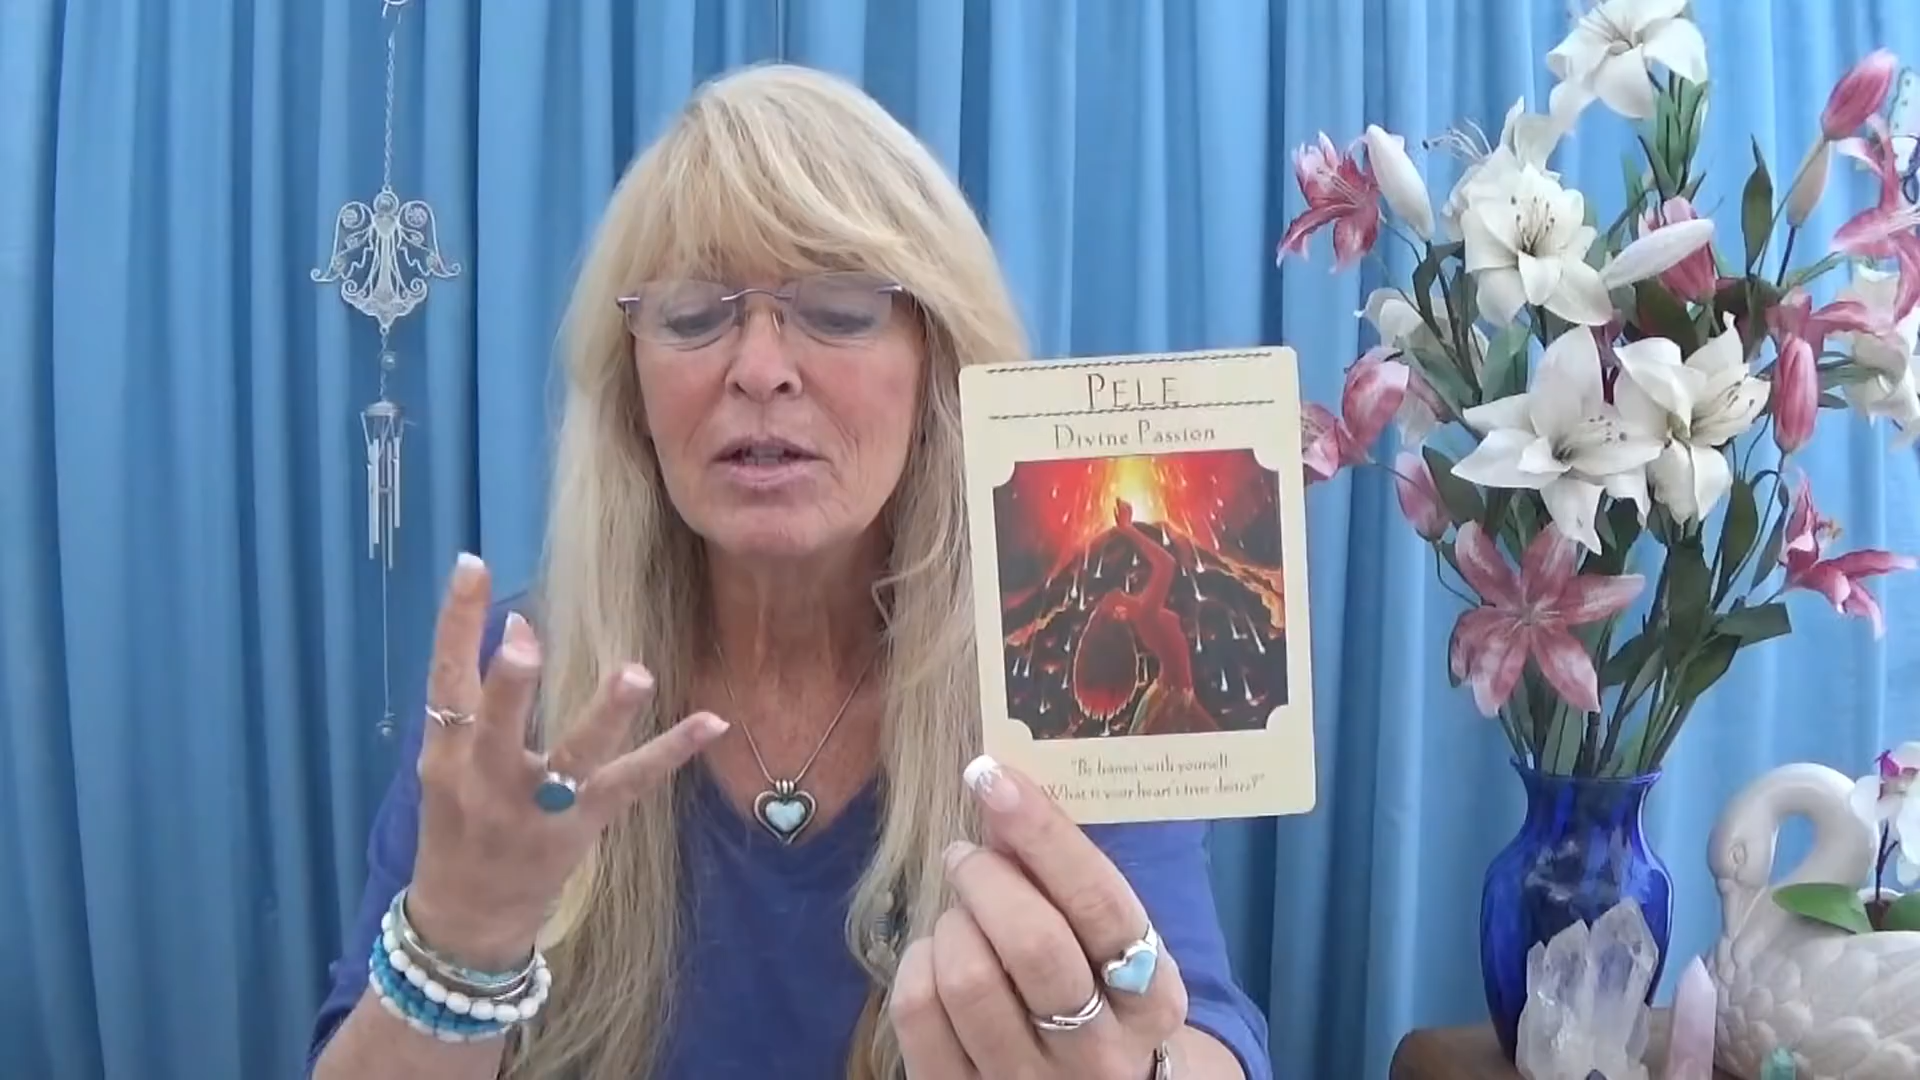 PELE
Divine Passion
"Be honest with yourself.
What is your heart's true desire?"